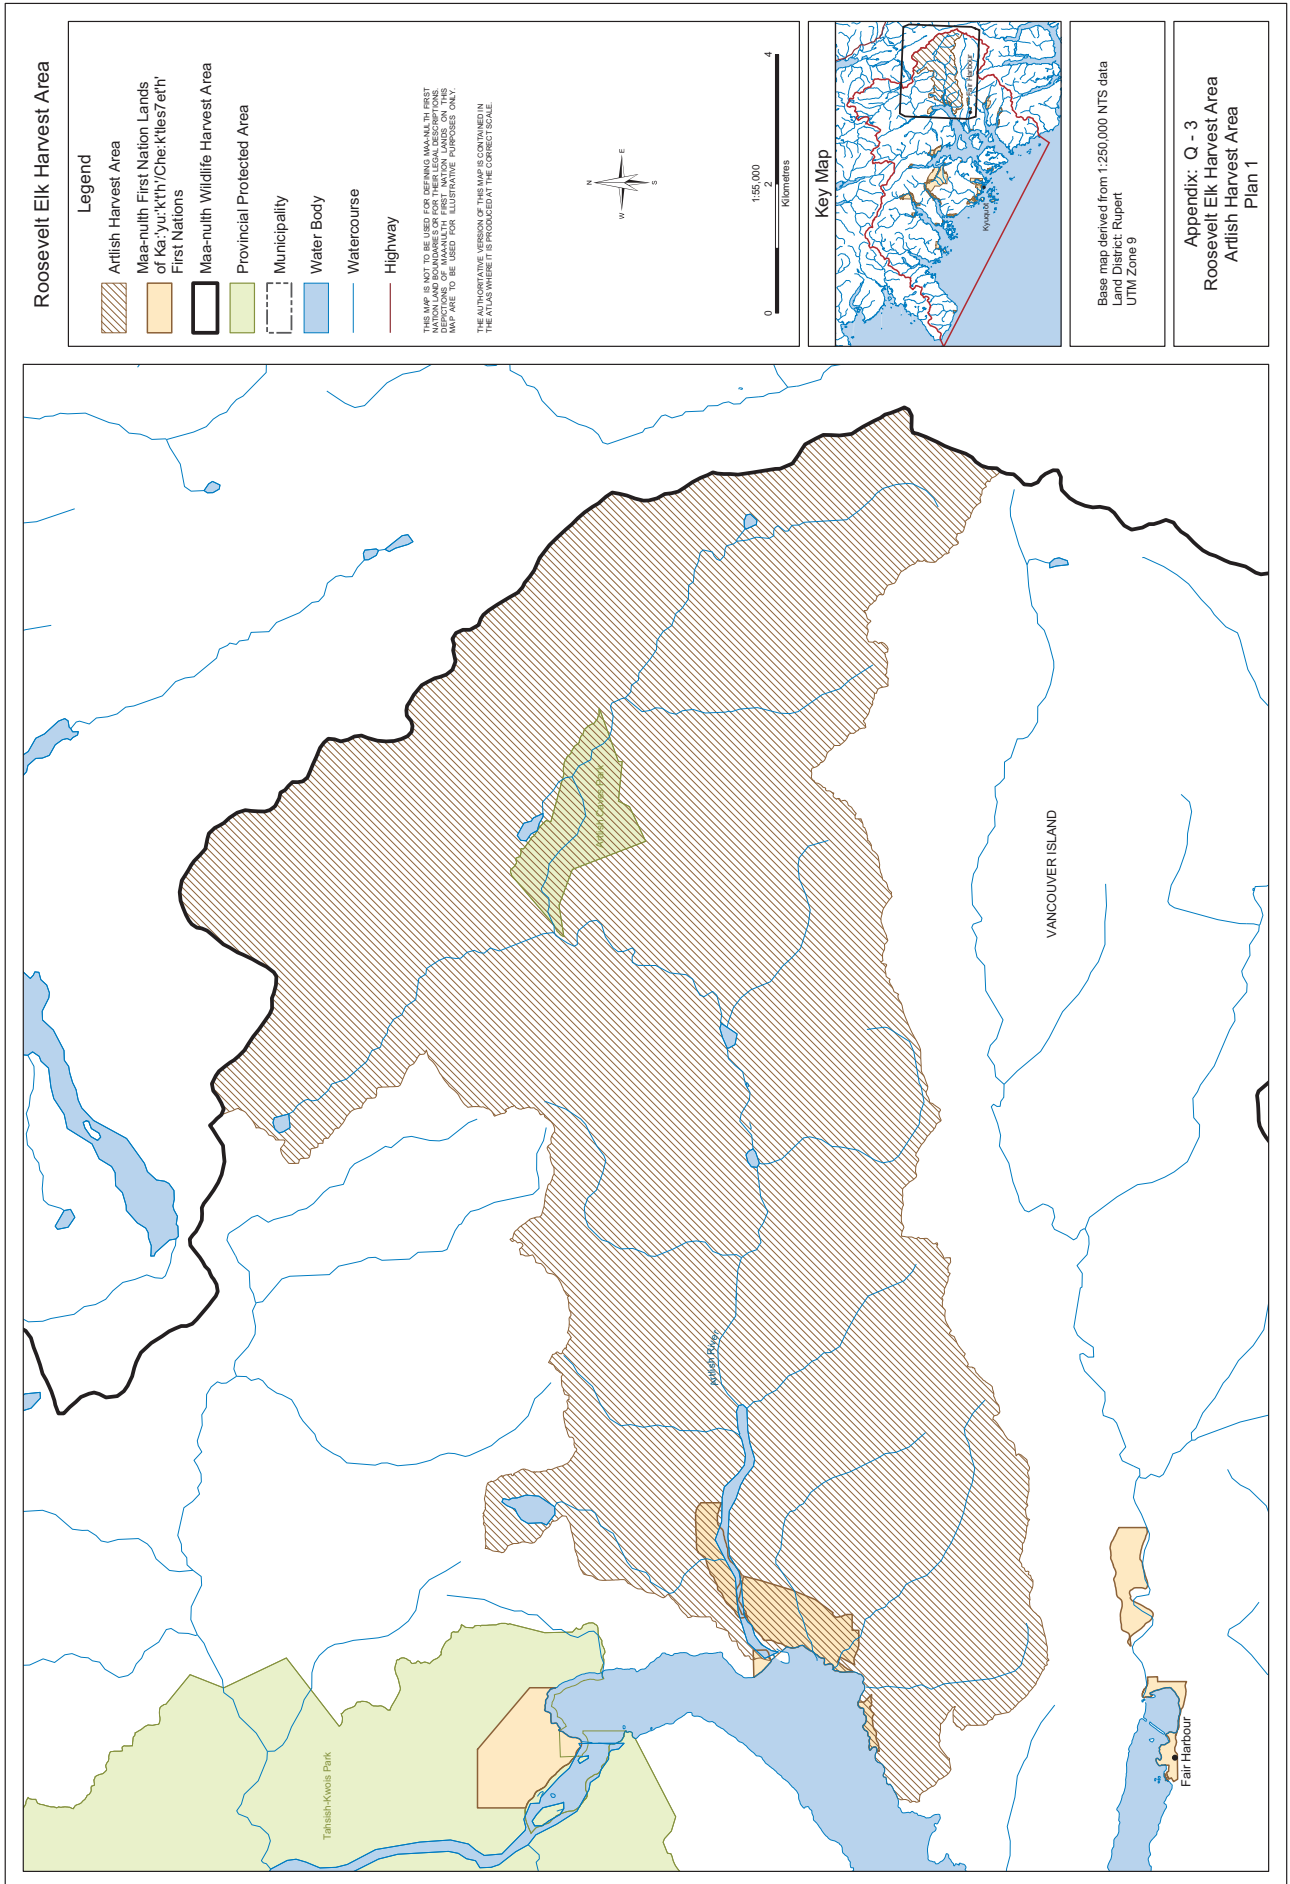 Roosevelt Elk Harvest Area
Legend
Artlish Harvest Area
Maa-nulth First Nation Lands
of Ka:'yu:'k't'h'/Che:k'tles7et'h'
First Nations
Maa-nulth Wildlife Harvest Area
Provincial Protected Area
Municipality
Water Body
Watercourse
Highway
THIS MAP IS NOT TO BE USED FOR DEFINING MAA-NULTH FIRST
NATION LAND BOUNDARIES OR FOR THEIR LEGAL DESCRIPTIONS.
DEPICTIONS OF MAA-NULTH FIRST NATION LANDS ON THIS
MAP ARE TO BE USED FOR ILLUSTRATIVE PURPOSES ONLY.
THE AUTHORITATIVE VERSION OF THIS MAP IS CONTAINED IN
THE ATLAS WHERE IT IS PRODUCED AT THE CORRECT SCALE.
N
W
E
S
1:55,000
0 2 4
Kilometres
Key Map
Fair Harbour
Kyuquot
Base map derived from 1:250,000 NTS data
Land District: Rupert
UTM Zone 9
Appendix: Q - 3
Roosevelt Elk Harvest Area
Artlish Harvest Area
Plan 1
Artlish Caves Park
VANCOUVER ISLAND
Artlish River
Tahsish-Kwois Park
Fair Harbour